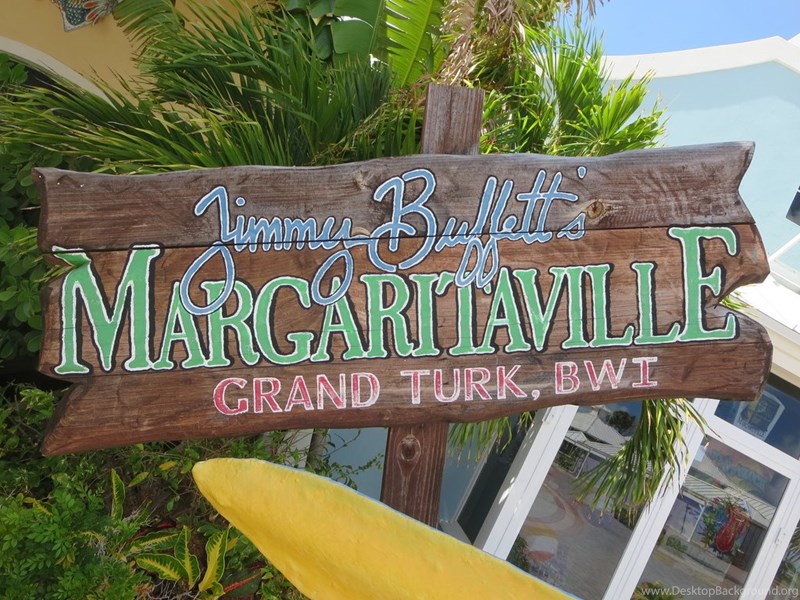 Jimmy Buffett's
MARGARITAVILLE
GRAND TURK, BWI
www.DesktopBackground.org